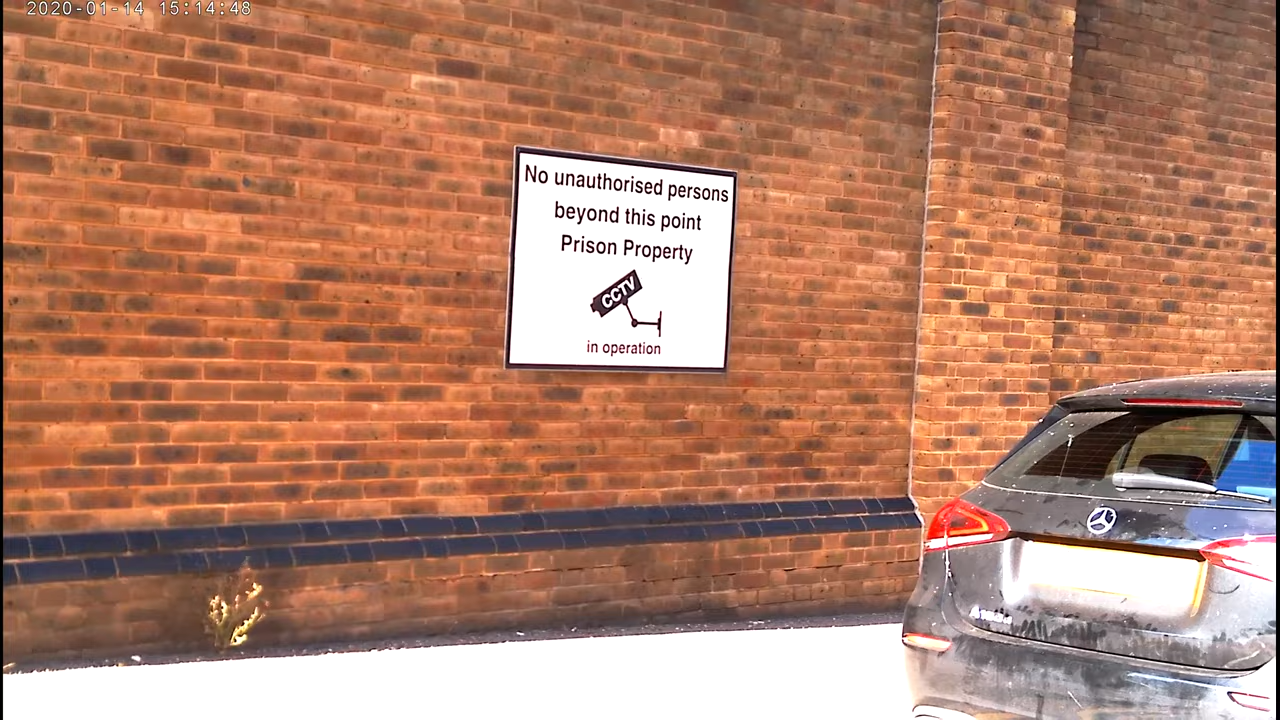 2020-01-14 15:14:48
No unauthorised persons
beyond this point
Prison Property
CCTV
in operation